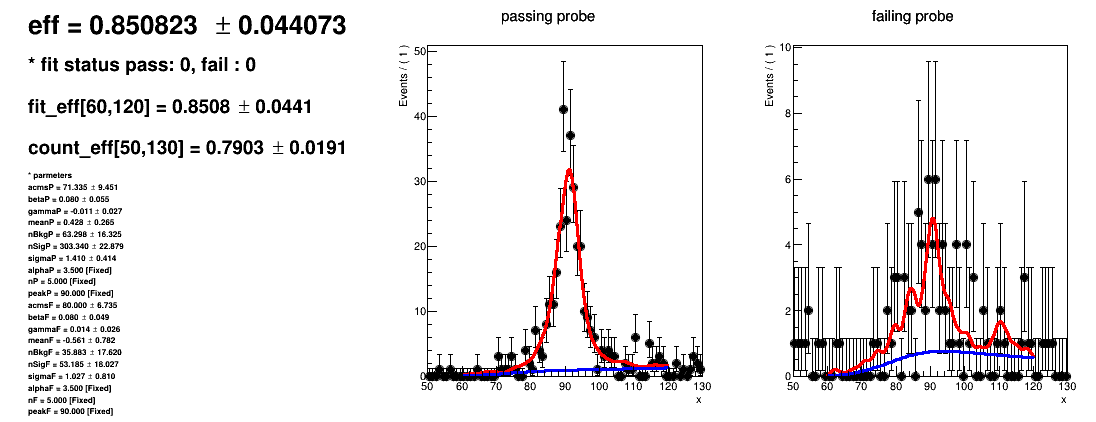 eff = 0.850823 ± 0.044073
* fit status pass: 0, fail : 0
fit_eff[60,120] = 0.8508 ± 0.0441
count_eff[50,130] = 0.7903 ± 0.0191
* parmeters
acmsP = 71.335 ± 9.451
betaP = 0.080 ± 0.055
gammaP = -0.011 ± 0.027
meanP = 0.428 ± 0.265
nBkgP = 63.298 ± 16.325
nSigP = 303.340 ± 22.879
sigmaP = 1.410 ± 0.414
alphaP = 3.500 [Fixed]
nP = 5.000 [Fixed]
peakP = 90.000 [Fixed]
acmsF = 80.000 ± 6.735
betaF = 0.080 ± 0.049
gammaF = 0.014 ± 0.026
meanF = -0.561 ± 0.782
nBkgF = 35.883 ± 17.620
nSigF = 53.185 ± 18.027
sigmaF = 1.027 ± 0.810
alphaF = 3.500 [Fixed]
nF = 5.000 [Fixed]
peakF = 90.000 [Fixed]
passing probe
Events / ( 1 )
50
40
30
20
10
0
50 60 70 80 90 100 110 120 130
x
failing probe
Events / ( 1 )
10
8
6
4
2
0
50 60 70 80 90 100 110 120 130
x